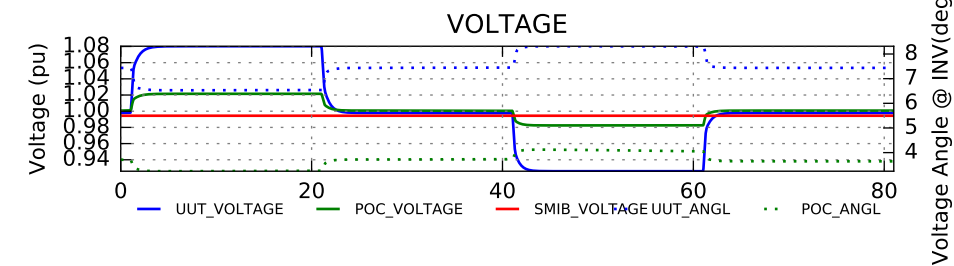 VOLTAGE
Voltage (pu)
1.08
1.06
1.04
1.02
1.00
0.98
0.96
0.94
8
7
6
5
4
Voltage Angle @ INV(deg
0 20 40 60 80
UUT_VOLTAGE POC_VOLTAGE SMIB_VOLTAGE UUT_ANGL POC_ANGL